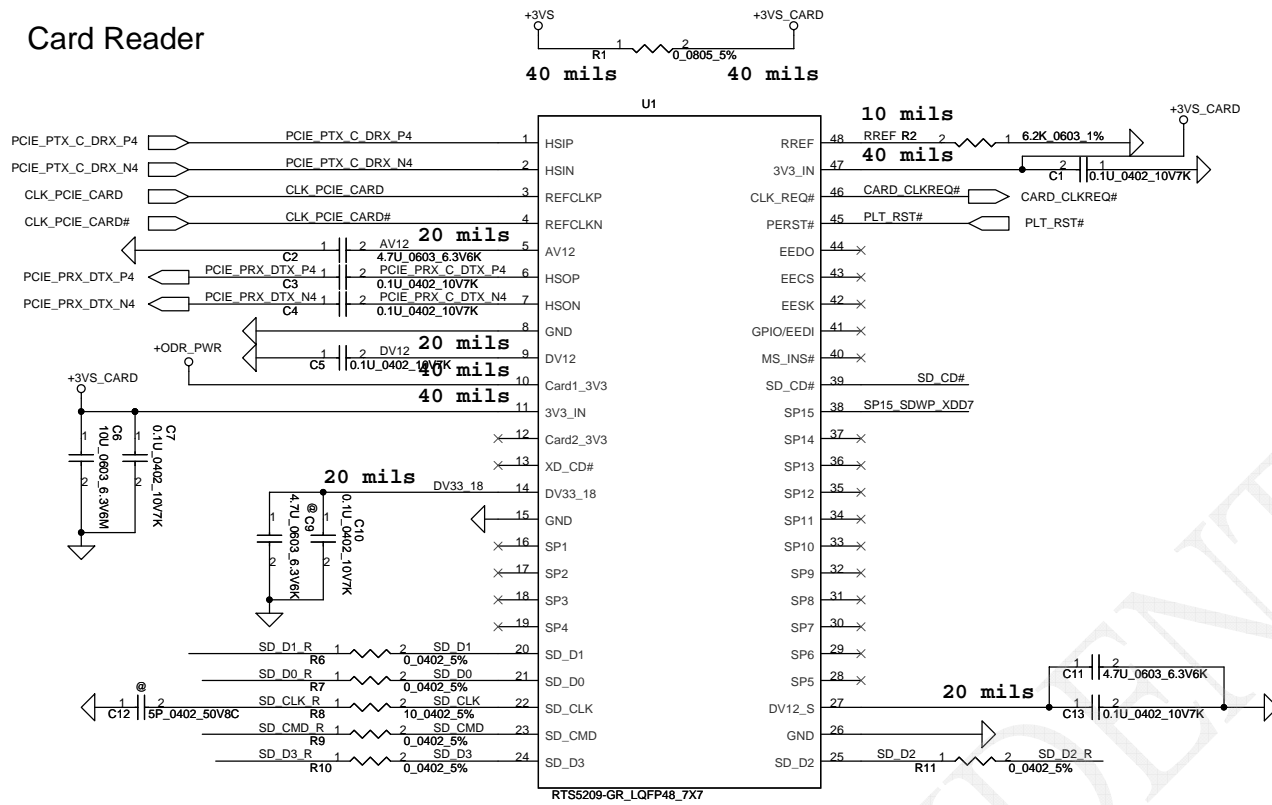 +3VS +3VS_CARD
Card Reader
1 2
R1 0_0805_5%
40 mils 40 mils
U1
10 mils
+3VS_CARD
PCIE_PTX_C_DRX_P4 PCIE_PTX_C_DRX_P4 1 HSIP RREF 48 RREF R2 2 1 6.2K_0603_1%
40 mils
PCIE_PTX_C_DRX_N4 PCIE_PTX_C_DRX_N4 2 HSIN 3V3_IN 47 2 1
C1 0.1U_0402_10V7K
CLK_PCIE_CARD CLK_PCIE_CARD 3 REFCLKP CLK_REQ# 46 CARD_CLKREQ# CARD_CLKREQ#
CLK_PCIE_CARD# CLK_PCIE_CARD# 4 REFCLKN PERST# 45 PLT_RST# PLT_RST#
20 mils
1 2 AV12 5 AV12 EEDO 44
C2 4.7U_0603_6.3V6K
PCIE_PRX_DTX_P4 PCIE_PRX_DTX_P4 1 2 PCIE_PRX_C_DTX_P4 6 HSOP EECS 43
C3 0.1U_0402_10V7K
PCIE_PRX_DTX_N4 PCIE_PRX_DTX_N4 1 2 PCIE_PRX_C_DTX_N4 7 HSON EESK 42
C4 0.1U_0402_10V7K
8 GND GPIO/EEDI 41
20 mils
+ODR_PWR 1 2 DV12 9 DV12 MS_INS# 40
C5 0.1U_0402_10V7K
40 mils
+3VS_CARD 10 Card1_3V3 SD_CD# 39 SD_CD#
40 mils
11 3V3_IN SP15 38 SP15_SDWP_XDD7
1 2 C6 10U_0603_6.3V6M
1 2 C7 0.1U_0402_10V7K
12 Card2_3V3 SP14 37
13 XD_CD# SP13 36
20 mils
DV33_18 14 DV33_18 SP12 35
1 2 @ C9 4.7U_0603_6.3V6K
1 2 C10 0.1U_0402_10V7K
15 GND SP11 34
16 SP1 SP10 33
17 SP2 SP9 32
18 SP3 SP8 31
19 SP4 SP7 30
SD_D1_R 1 2 SD_D1 20 SD_D1 SP6 29
R6 0_0402_5%
1 2
C11 4.7U_0603_6.3V6K
SD_D0_R 1 2 SD_D0 21 SD_D0 SP5 28
R7 0_0402_5%
20 mils
@
1 2 SD_CLK_R 1 2 SD_CLK 22 SD_CLK DV12_S 27 1 2
C12 5P_0402_50V8C R8 10_0402_5% C13 0.1U_0402_10V7K
SD_CMD_R 1 2 SD_CMD 23 SD_CMD GND 26
R9 0_0402_5%
SD_D3_R 1 2 SD_D3 24 SD_D3 SD_D2 25 SD_D2 1 2 SD_D2_R
R10 0_0402_5% R11 0_0402_5%
RTS5209-GR_LQFP48_7X7